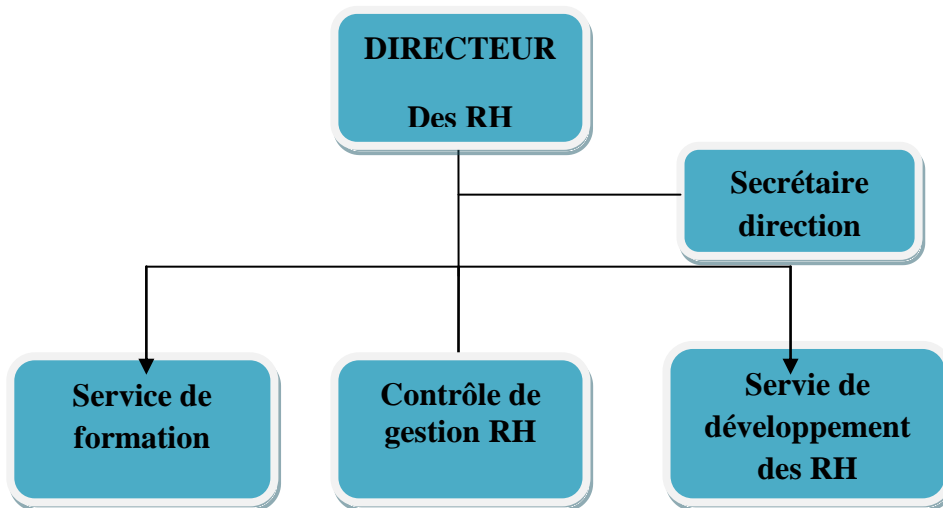 DIRECTEUR
Des RH
Secrétaire
direction
Service de
formation
Contrôle de
gestion RH
Servie de
développement
des RH